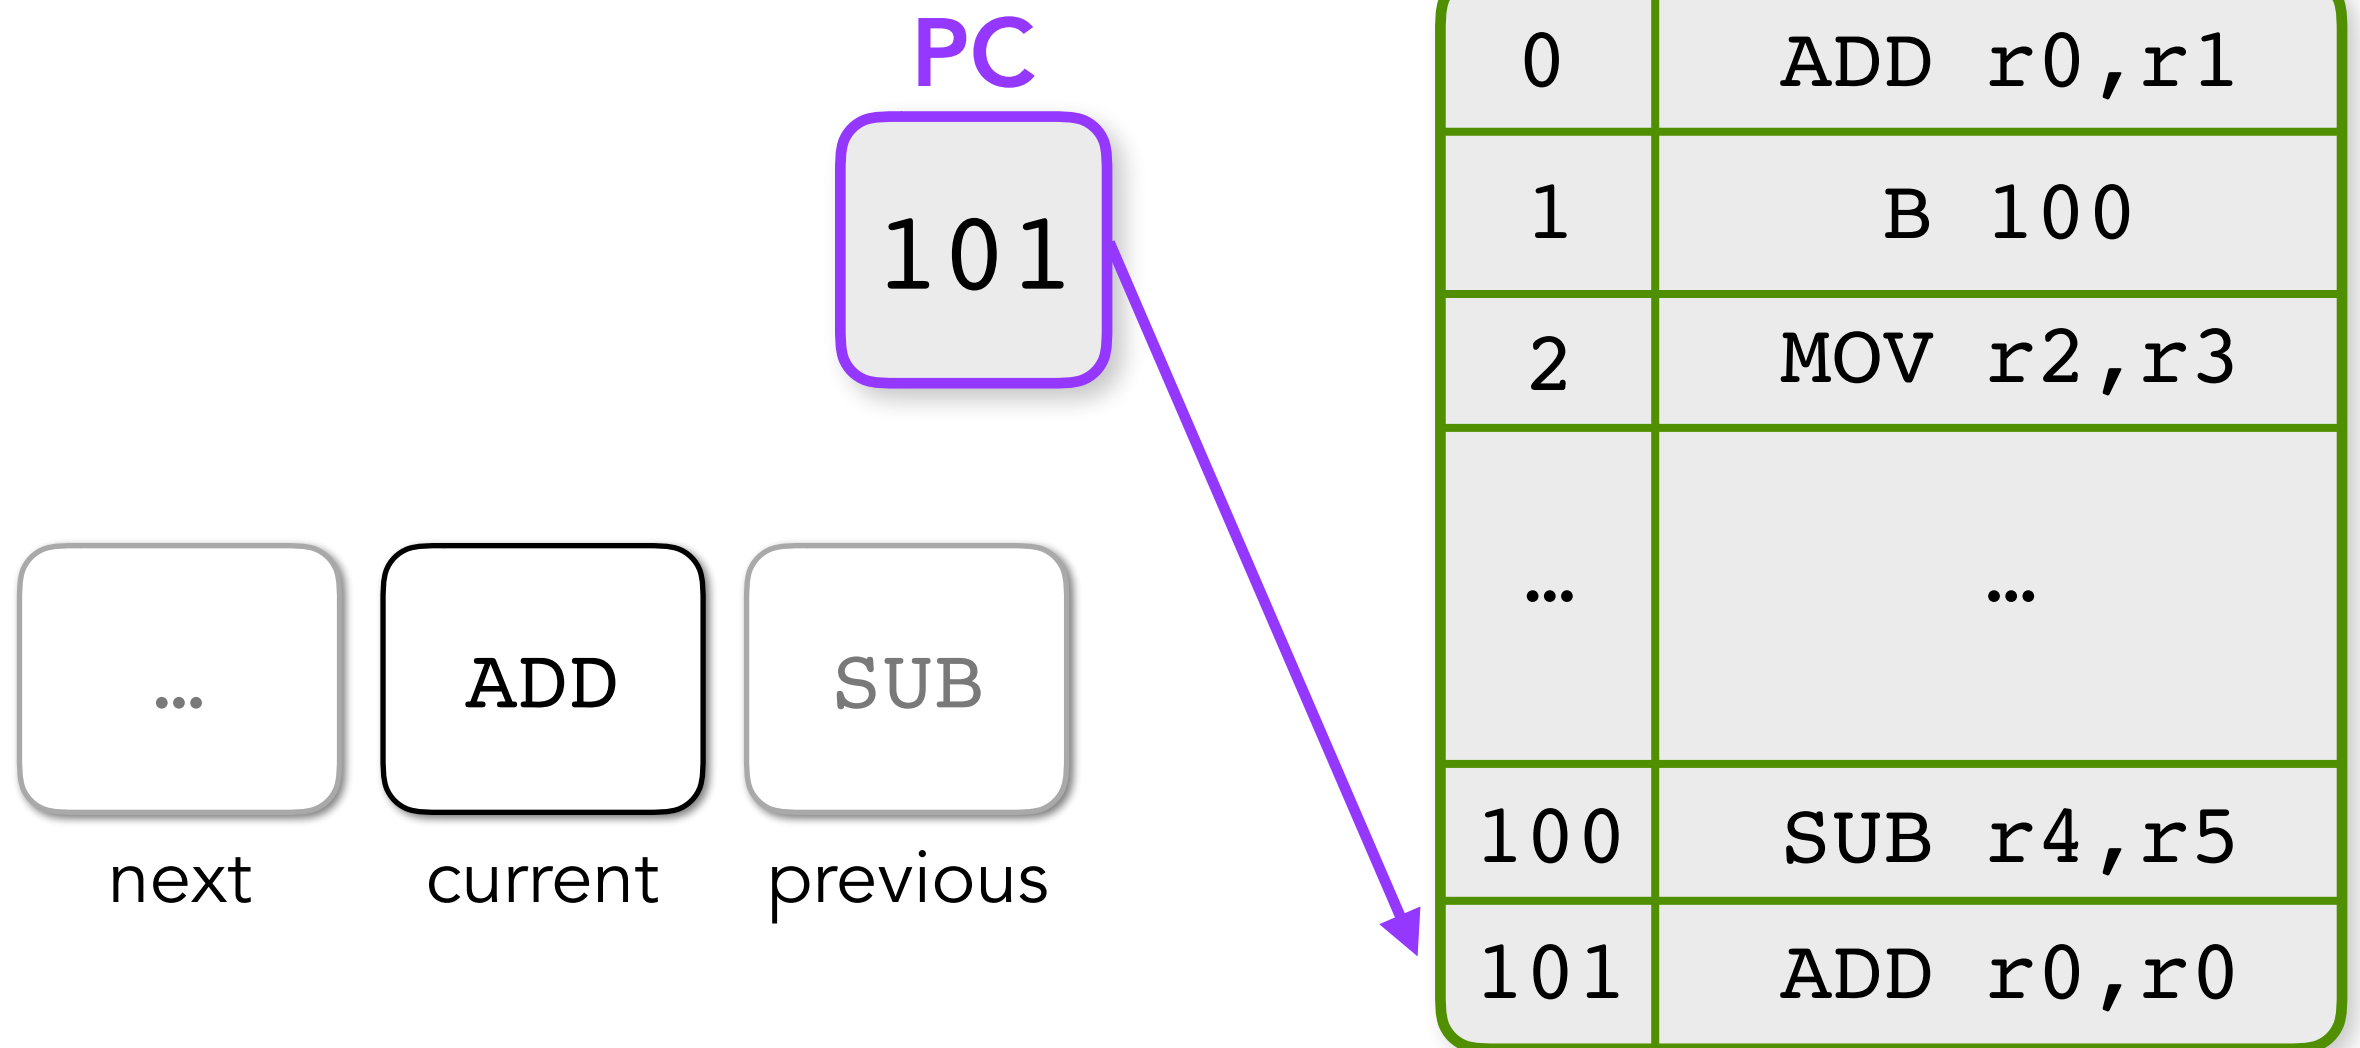 PC
101
0 ADD r0,r1
1 B 100
2 MOV r2,r3
… …
100 SUB r4,r5
101 ADD r0,r0
… ADD SUB
next current previous